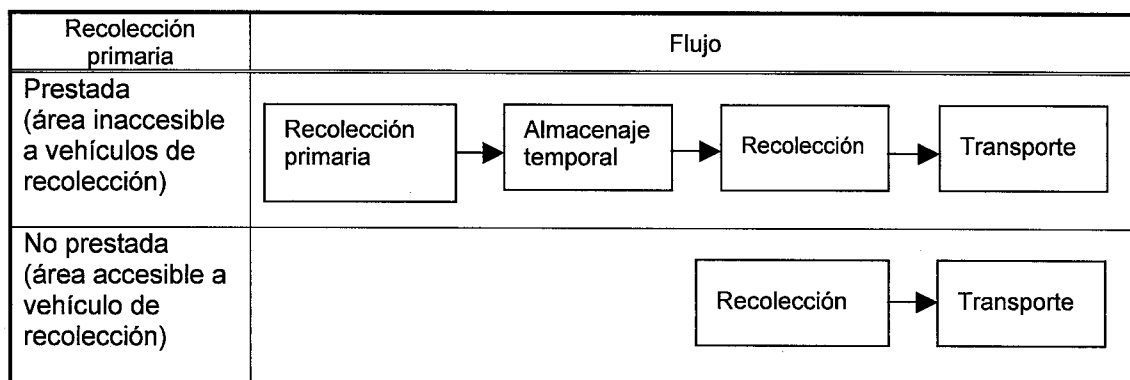 Recolección
primaria
Flujo
Prestada
(área inaccesible
a vehículos de
recolección)
Recolección
primaria
Almacenaje
temporal
Recolección
Transporte
No prestada
(área accesible a
vehículo de
recolección)
Recolección
Transporte